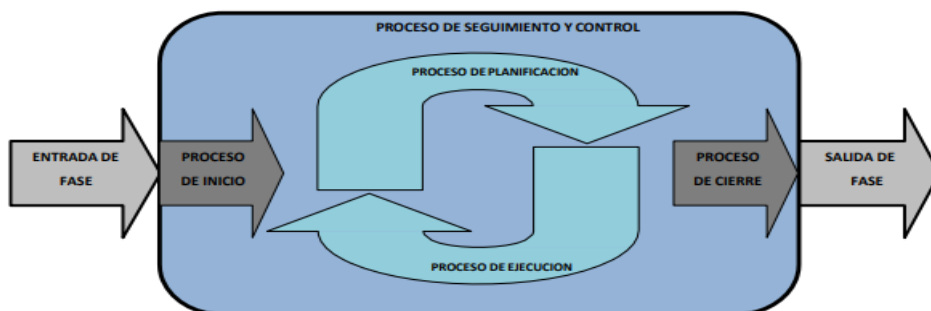 PROCESO DE SEGUIMIENTO Y CONTROL
PROCESO DE PLANIFICACION
ENTRADA DE
FASE
PROCESO
DE INICIO
PROCESO
DE CIERRE
SALIDA DE
FASE
PROCESO DE EJECUCION